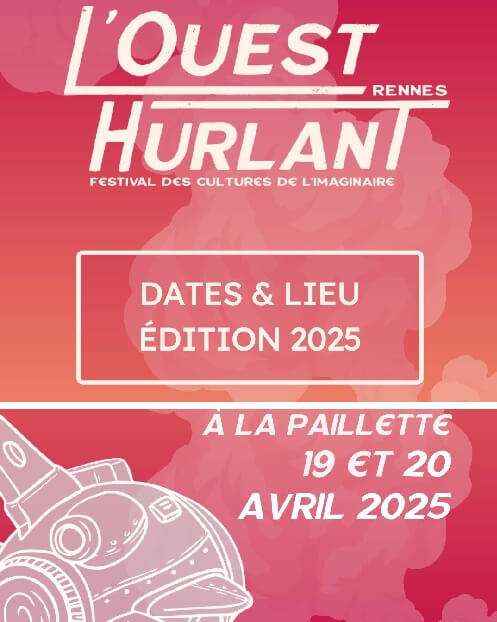 L'OUEST
RENNES
HURLANT
FESTIVAL DES CULTURES DE L'IMAGINAIRE
DATES & LIEU
ÉDITION 2025
À LA PAILLETTE
19 ET 20
AVRIL 2025